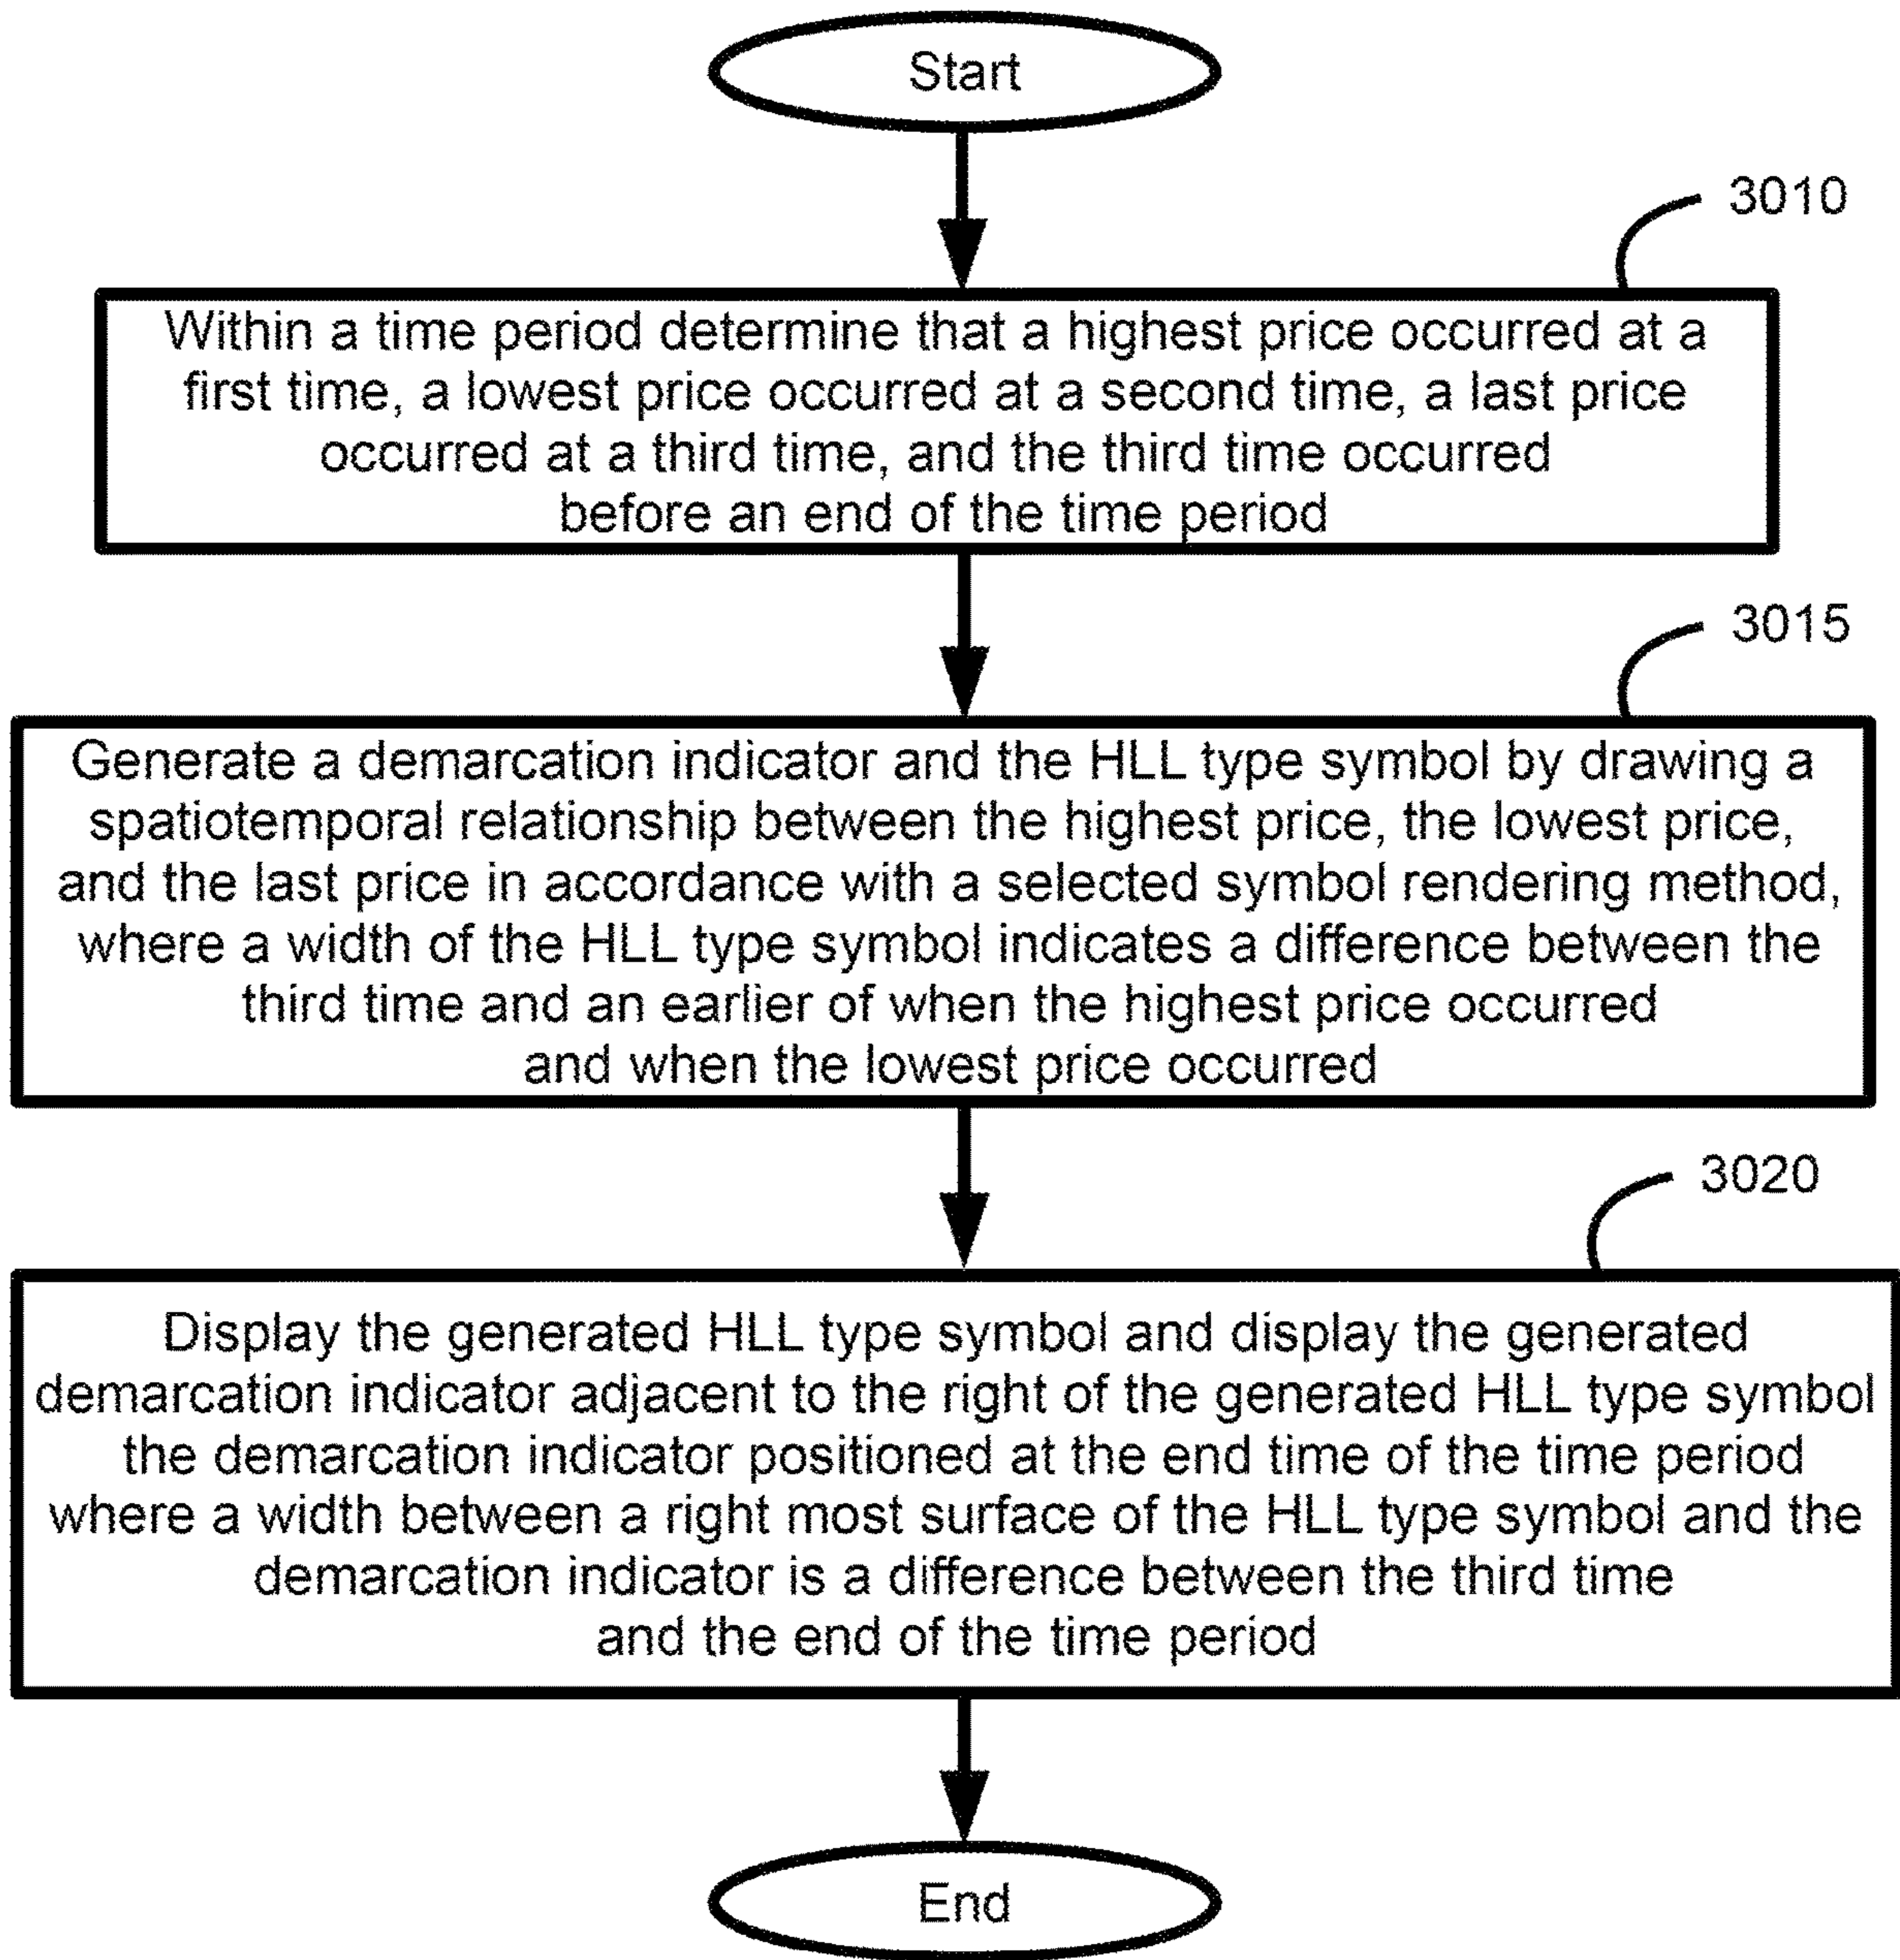 Start
3010
Within a time period determine that a highest price occurred at a
first time, a lowest price occurred at a second time, a last price
occurred at a third time, and the third time occurred
before an end of the time period
3015
Generate a demarcation indicator and the HLL type symbol by drawing a
spatiotemporal relationship between the highest price, the lowest price,
and the last price in accordance with a selected symbol rendering method,
where a width of the HLL type symbol indicates a difference between the
third time and an earlier of when the highest price occurred
and when the lowest price occurred
3020
Display the generated HLL type symbol and display the generated
demarcation indicator adjacent to the right of the generated HLL type symbol
the demarcation indicator positioned at the end time of the time period
where a width between a right most surface of the HLL type symbol and the
demarcation indicator is a difference between the third time
and the end of the time period
End